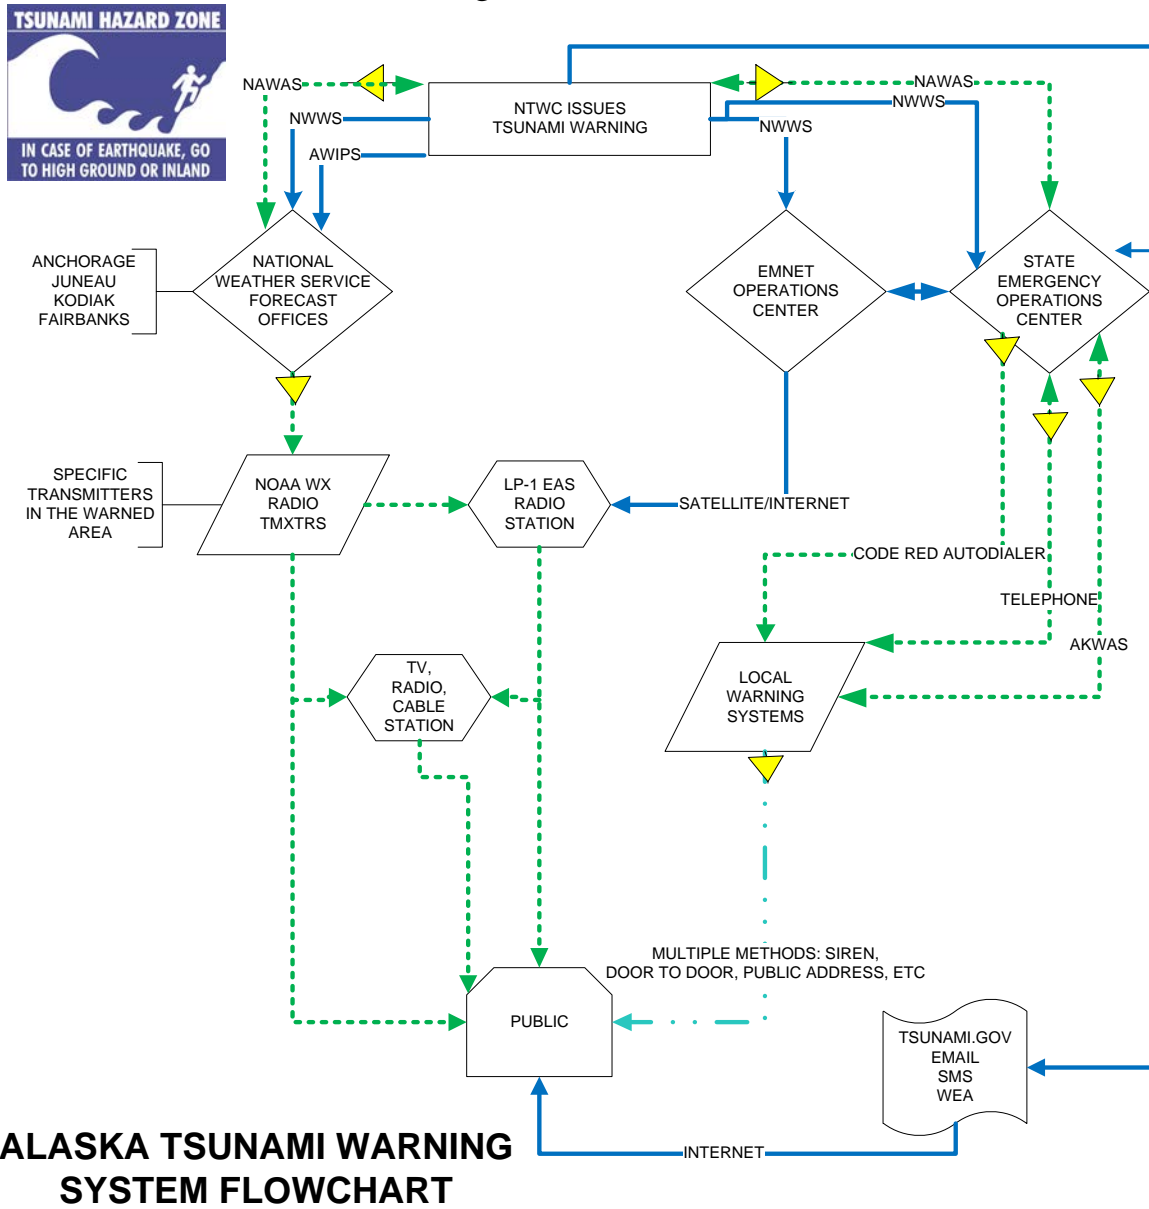 TSUNAMI HAZARD ZONE
IN CASE OF EARTHQUAKE, GO
TO HIGH GROUND OR INLAND
NAWAS
NWWS
AWIPS
NTWC ISSUES
TSUNAMI WARNING
NAWAS
NWWS
NWWS
ANCHORAGE
JUNEAU
KODIAK
FAIRBANKS
NATIONAL
WEATHER SERVICE
FORECAST
OFFICES
EMNET
OPERATIONS
CENTER
STATE
EMERGENCY
OPERATIONS
CENTER
SPECIFIC
TRANSMITTERS
IN THE WARNED
AREA
NOAA WX
RADIO
TMXTRS
LP-1 EAS
RADIO
STATION
SATELLITE/INTERNET
CODE RED AUTODIALER
TELEPHONE
AKWAS
TV,
RADIO,
CABLE
STATION
LOCAL
WARNING
SYSTEMS
MULTIPLE METHODS: SIREN,
DOOR TO DOOR, PUBLIC ADDRESS, ETC
PUBLIC
TSUNAMI.GOV
EMAIL
SMS
WEA
INTERNET
ALASKA TSUNAMI WARNING
SYSTEM FLOWCHART